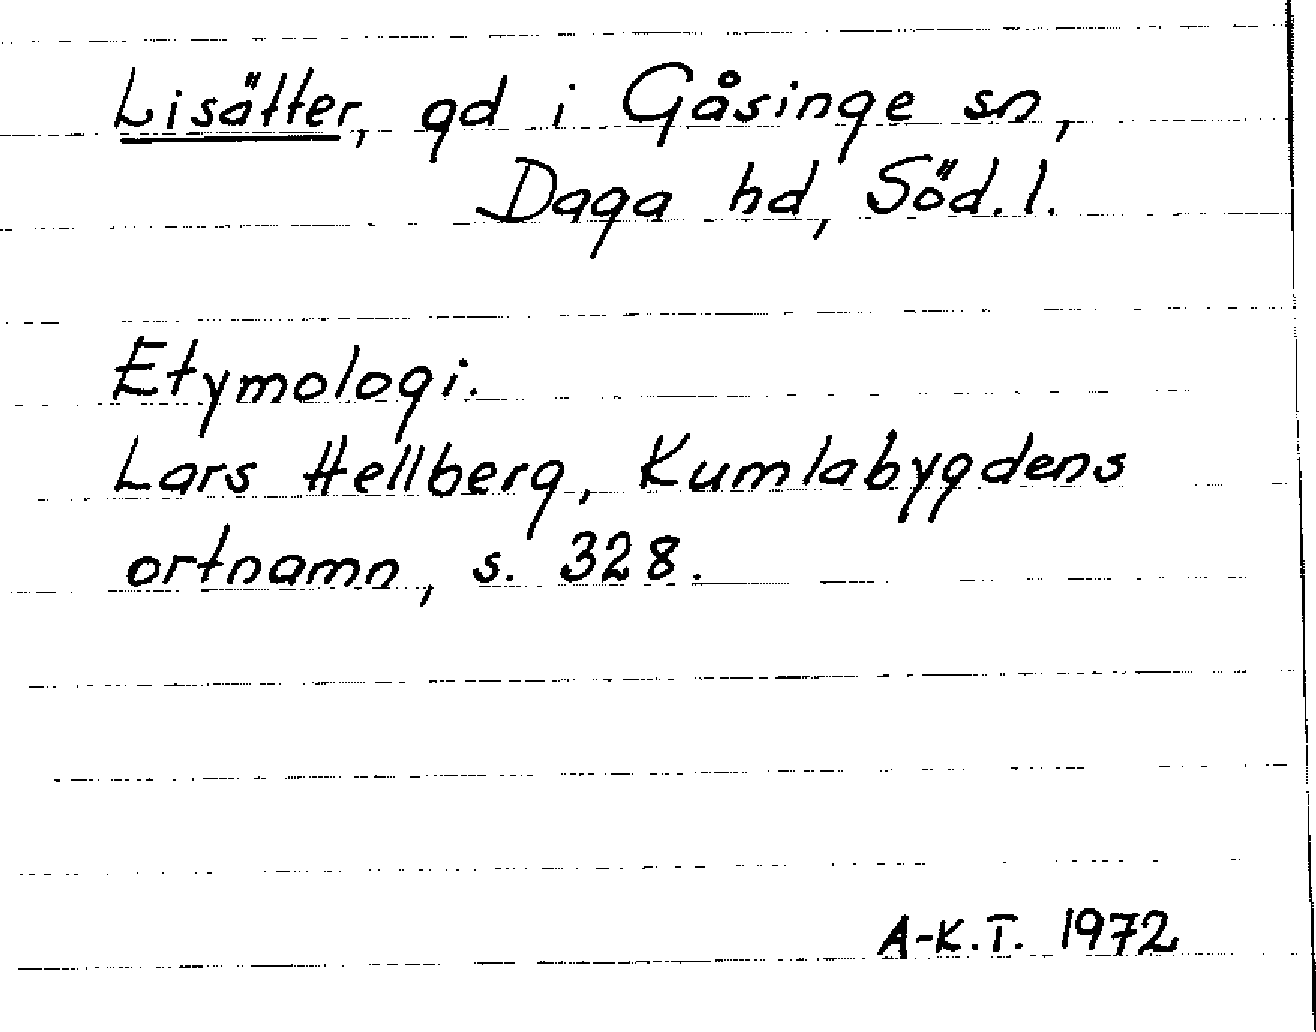 Lisätter, gd i Gåsinge sn,
Daga hd, Söd.l.
Etymologi.
Lars Hellberg, Kumlabygdens
ortnamn, s. 328.
A-K.T. 1972